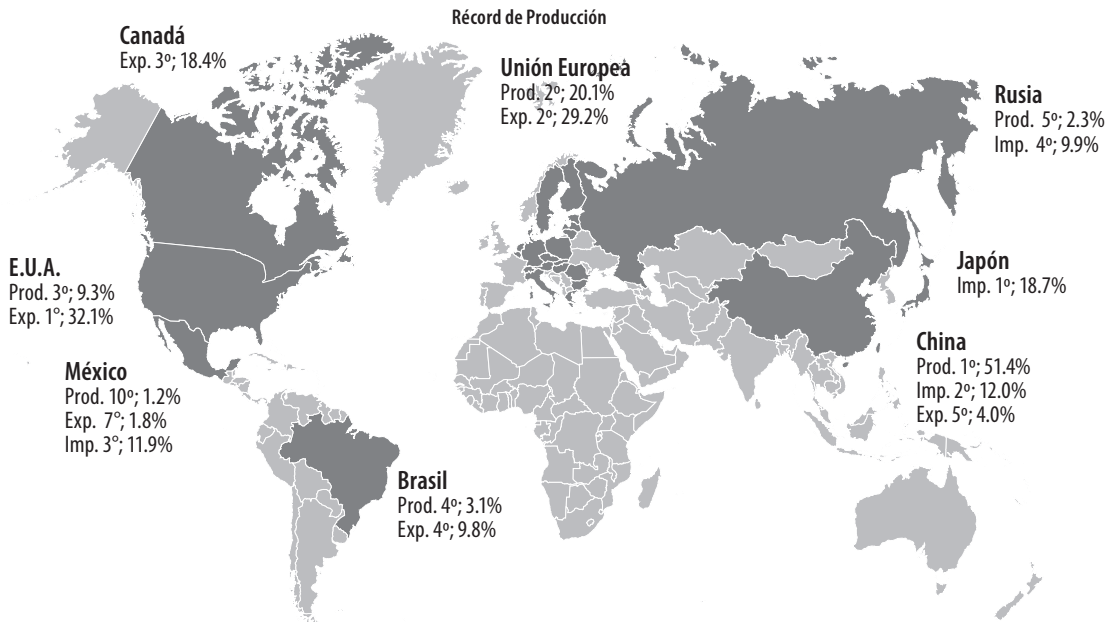 Récord de Producción
Canadá
Exp. 3º; 18.4%
Unión Europea
Prod. 2º; 20.1%
Exp. 2º; 29.2%
Rusia
Prod. 5º; 2.3%
Imp. 4º; 9.9%
E.U.A.
Prod. 3º; 9.3%
Exp. 1°; 32.1%
Japón
Imp. 1º; 18.7%
China
Prod. 1º; 51.4%
Imp. 2º; 12.0%
Exp. 5º; 4.0%
México
Prod. 10º; 1.2%
Exp. 7°; 1.8%
Imp. 3°; 11.9%
Brasil
Prod. 4º; 3.1%
Exp. 4º; 9.8%